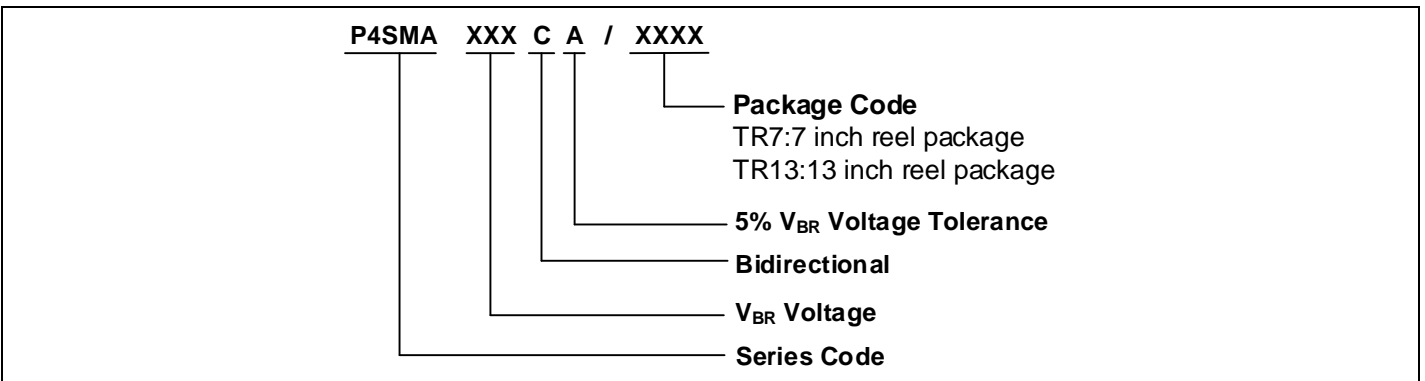 P4SMA XXX C A / XXXX
Package Code
TR7:7 inch reel package
TR13:13 inch reel package
5% VBR Voltage Tolerance
Bidirectional
VBR Voltage
Series Code